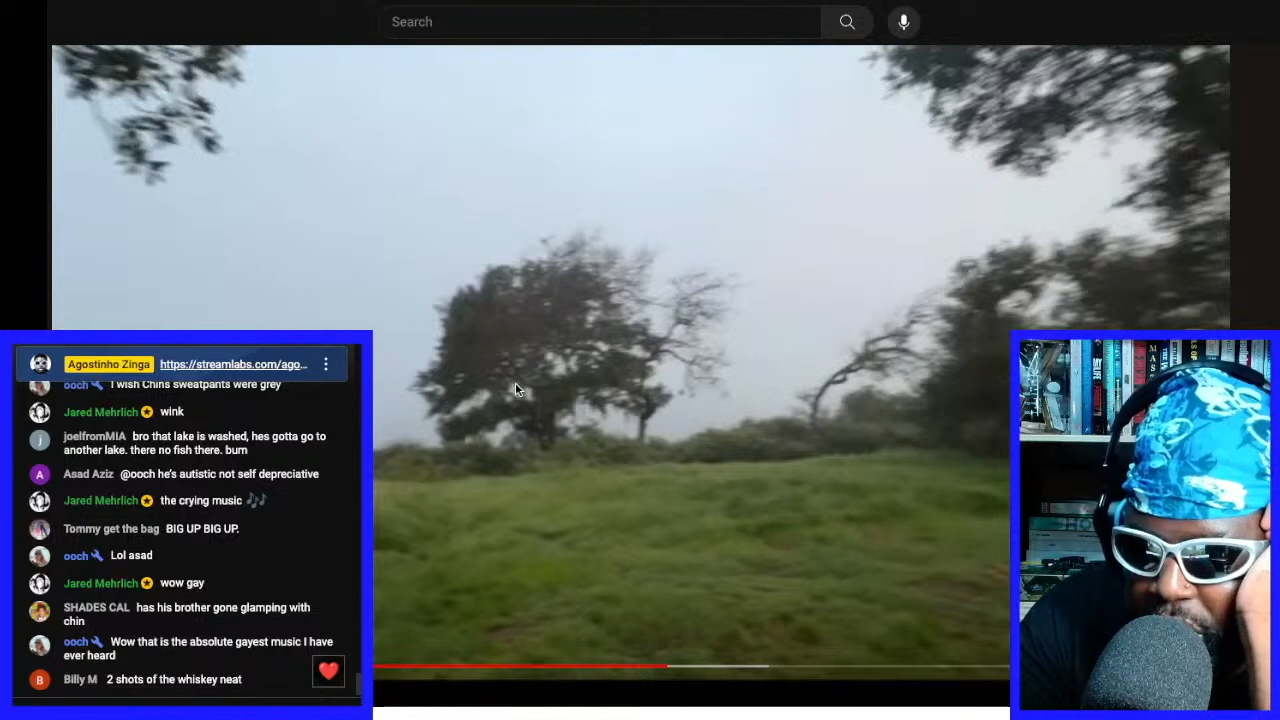 Search
Agostinho Zinga https://streamlabs.com/ago...
ooch I wish Chins sweatpants were grey
Jared Mehrlich wink
joelfromMIA bro that lake is washed, hes gotta go to
another lake. there no fish there. bum
Asad Aziz @ooch he's autistic not self depreciative
Jared Mehrlich the crying music 🎶
Tommy get the bag BIG UP BIG UP.
ooch Lol asad
Jared Mehrlich wow gay
SHADES CAL has his brother gone glamping with
chin
ooch Wow that is the absolute gayest music I have
ever heard
B Billy M 2 shots of the whiskey neat